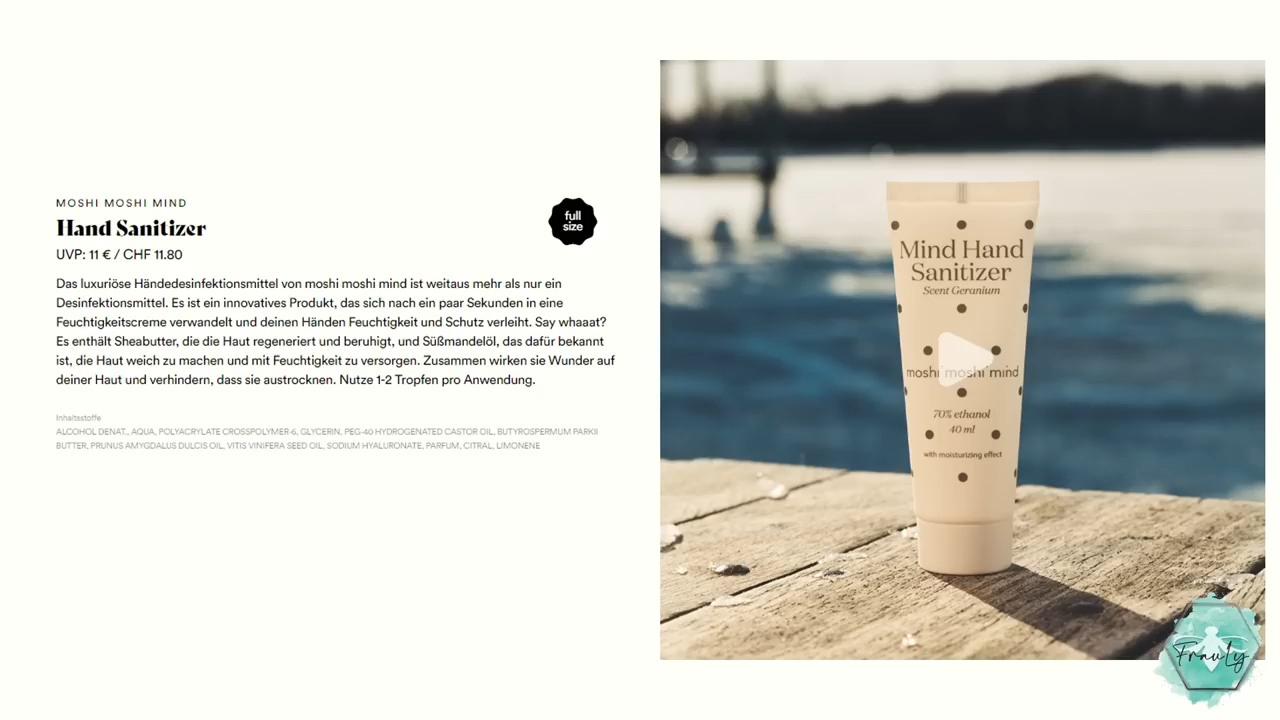 MOSHI MOSHI MIND
Hand Sanitizer
full
size
UVP: 11 € / CHF 11.80
Das luxuriöse Händedesinfektionsmittel von moshi moshi mind ist weitaus mehr als nur ein
Desinfektionsmittel. Es ist ein innovatives Produkt, das sich nach ein paar Sekunden in eine
Feuchtigkeitscreme verwandelt und deinen Händen Feuchtigkeit und Schutz verleiht. Say whaaat?
Es enthält Sheabutter, die die Haut regeneriert und beruhigt, und Süßmandelöl, das dafür bekannt
ist, die Haut weich zu machen und mit Feuchtigkeit zu versorgen. Zusammen wirken sie Wunder auf
deiner Haut und verhindern, dass sie austrocknen. Nutze 1-2 Tropfen pro Anwendung.
Inhaltsstoffe
ALCOHOL DENAT., AQUA, POLYACRYLATE CROSSPOLYMER-6, GLYCERIN, PEG-40 HYDROGENATED CASTOR OIL, BUTYROSPERMUM PARKII
BUTTER, PRUNUS AMYGDALUS DULCIS OIL, VITIS VINIFERA SEED OIL, SODIUM HYALURONATE, PARFUM, CITRAL, LIMONENE
Mind Hand
Sanitizer
Scent Geranium
moshi moshi mind
70% ethanol
40 ml
with moisturizing effect
FrauLy